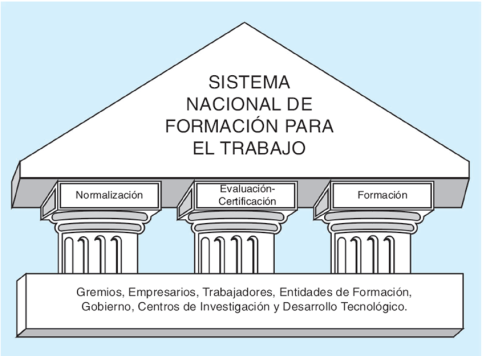 SISTEMA
NACIONAL DE
FORMACIÓN PARA
EL TRABAJO
Normalización
Evaluación-
Certificación
Formación
Gremios, Empresarios, Trabajadores, Entidades de Formación,
Gobierno, Centros de Investigación y Desarrollo Tecnológico.